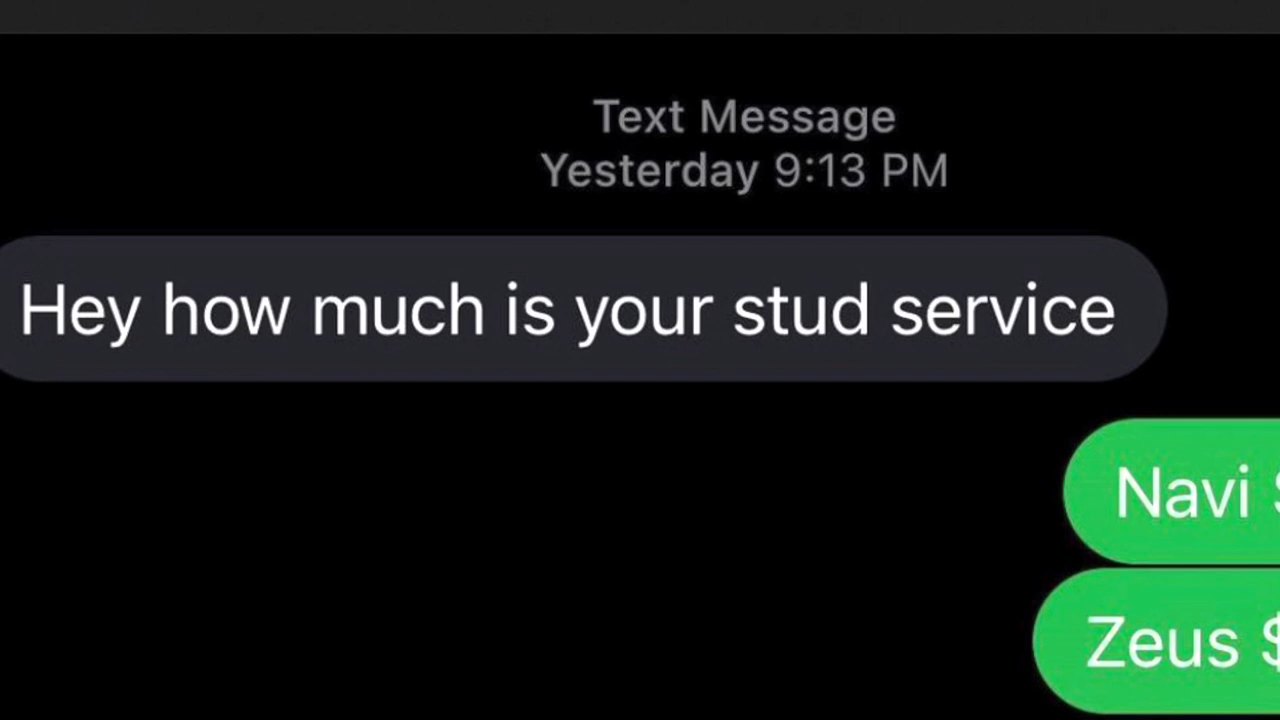 Text Message
Yesterday 9:13 PM
Hey how much is your stud service
Navi $
Zeus $